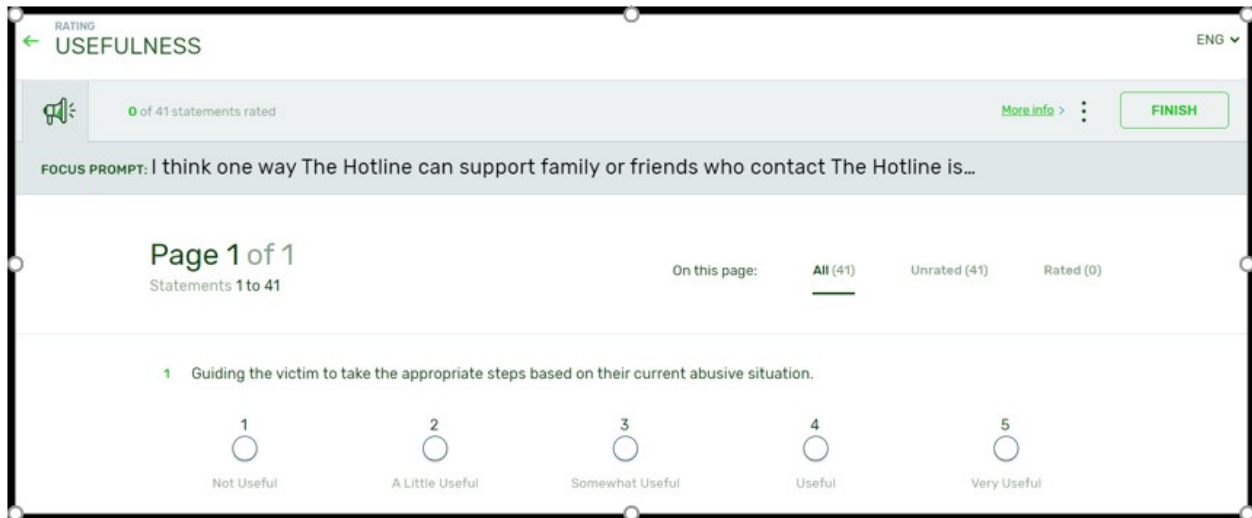 RATING
USEFULNESS
ENG
0 of 41 statements rated
More info >
FINISH
FOCUS PROMPT: I think one way The Hotline can support family or friends who contact The Hotline is…
Page 1 of 1
Statements 1 to 41
On this page: All (41) Unrated (41) Rated (0)
1 Guiding the victim to take the appropriate steps based on their current abusive situation.
1 2 3 4 5
Not Useful A Little Useful Somewhat Useful Useful Very Useful